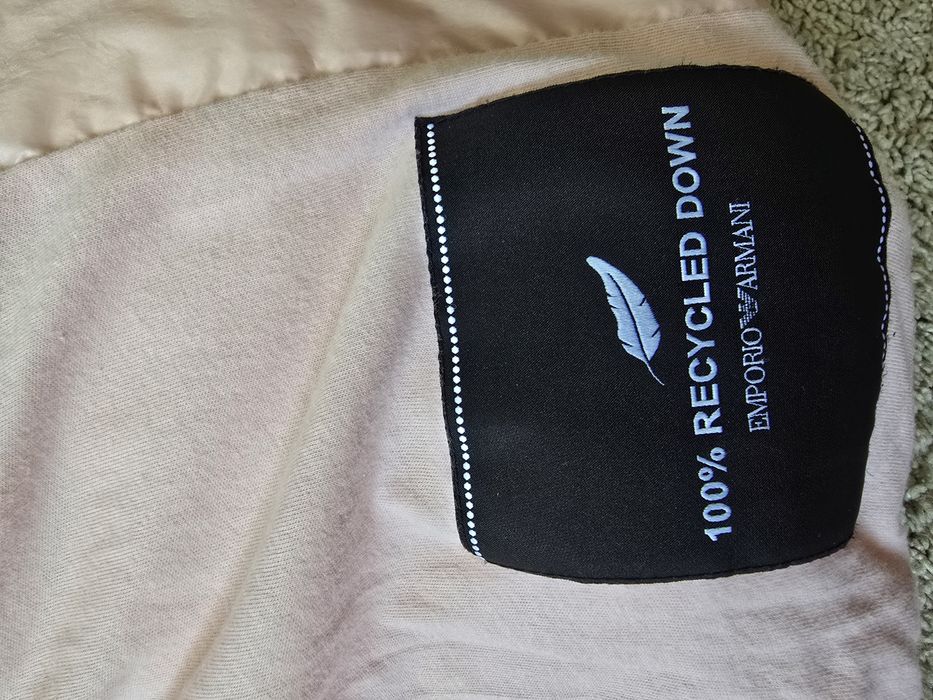 100% RECYCLED DOWN
EMPORIO ARMANI